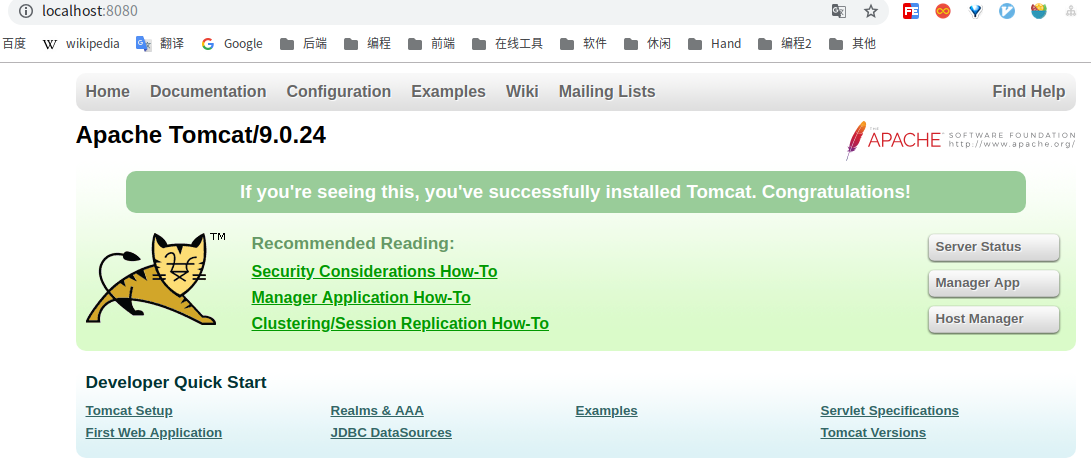 localhost:8080
百度 W wikipedia 翻译 Google 后端 编程 前端 在线工具 软件 休闲 Hand 编程2 其他
Home Documentation Configuration Examples Wiki Mailing Lists Find Help
Apache Tomcat/9.0.24
THE APACHE™ SOFTWARE FOUNDATION
http://www.apache.org/
If you're seeing this, you've successfully installed Tomcat. Congratulations!
TM
Recommended Reading:
Security Considerations How-To
Manager Application How-To
Clustering/Session Replication How-To
Server Status
Manager App
Host Manager
Developer Quick Start
Tomcat Setup Realms & AAA Examples Servlet Specifications
First Web Application JDBC DataSources Tomcat Versions